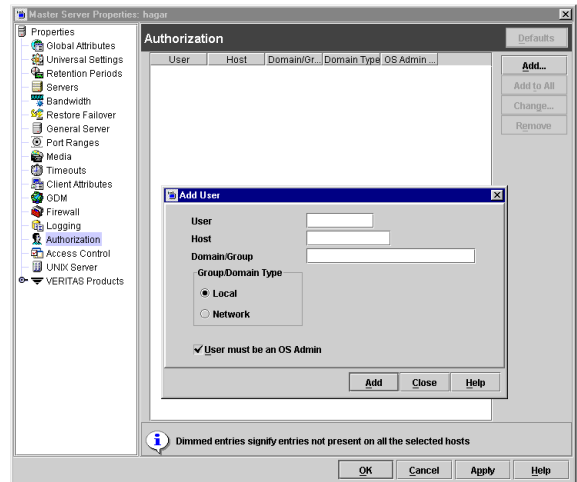 Master Server Properties: hagar
Properties
Global Attributes
Universal Settings
Retention Periods
Servers
Bandwidth
Restore Failover
General Server
Port Ranges
Media
Timeouts
Client Attributes
GDM
Firewall
Logging
Authorization
Access Control
UNIX Server
VERITAS Products
Authorization
Defaults
User Host Domain/Gr... Domain Type OS Admin ...
Add...
Add to All
Change...
Remove
Add User
User
Host
Domain/Group
Group/Domain Type
Local
Network
User must be an OS Admin
Add Close Help
Dimmed entries signify entries not present on all the selected hosts
OK Cancel Apply Help